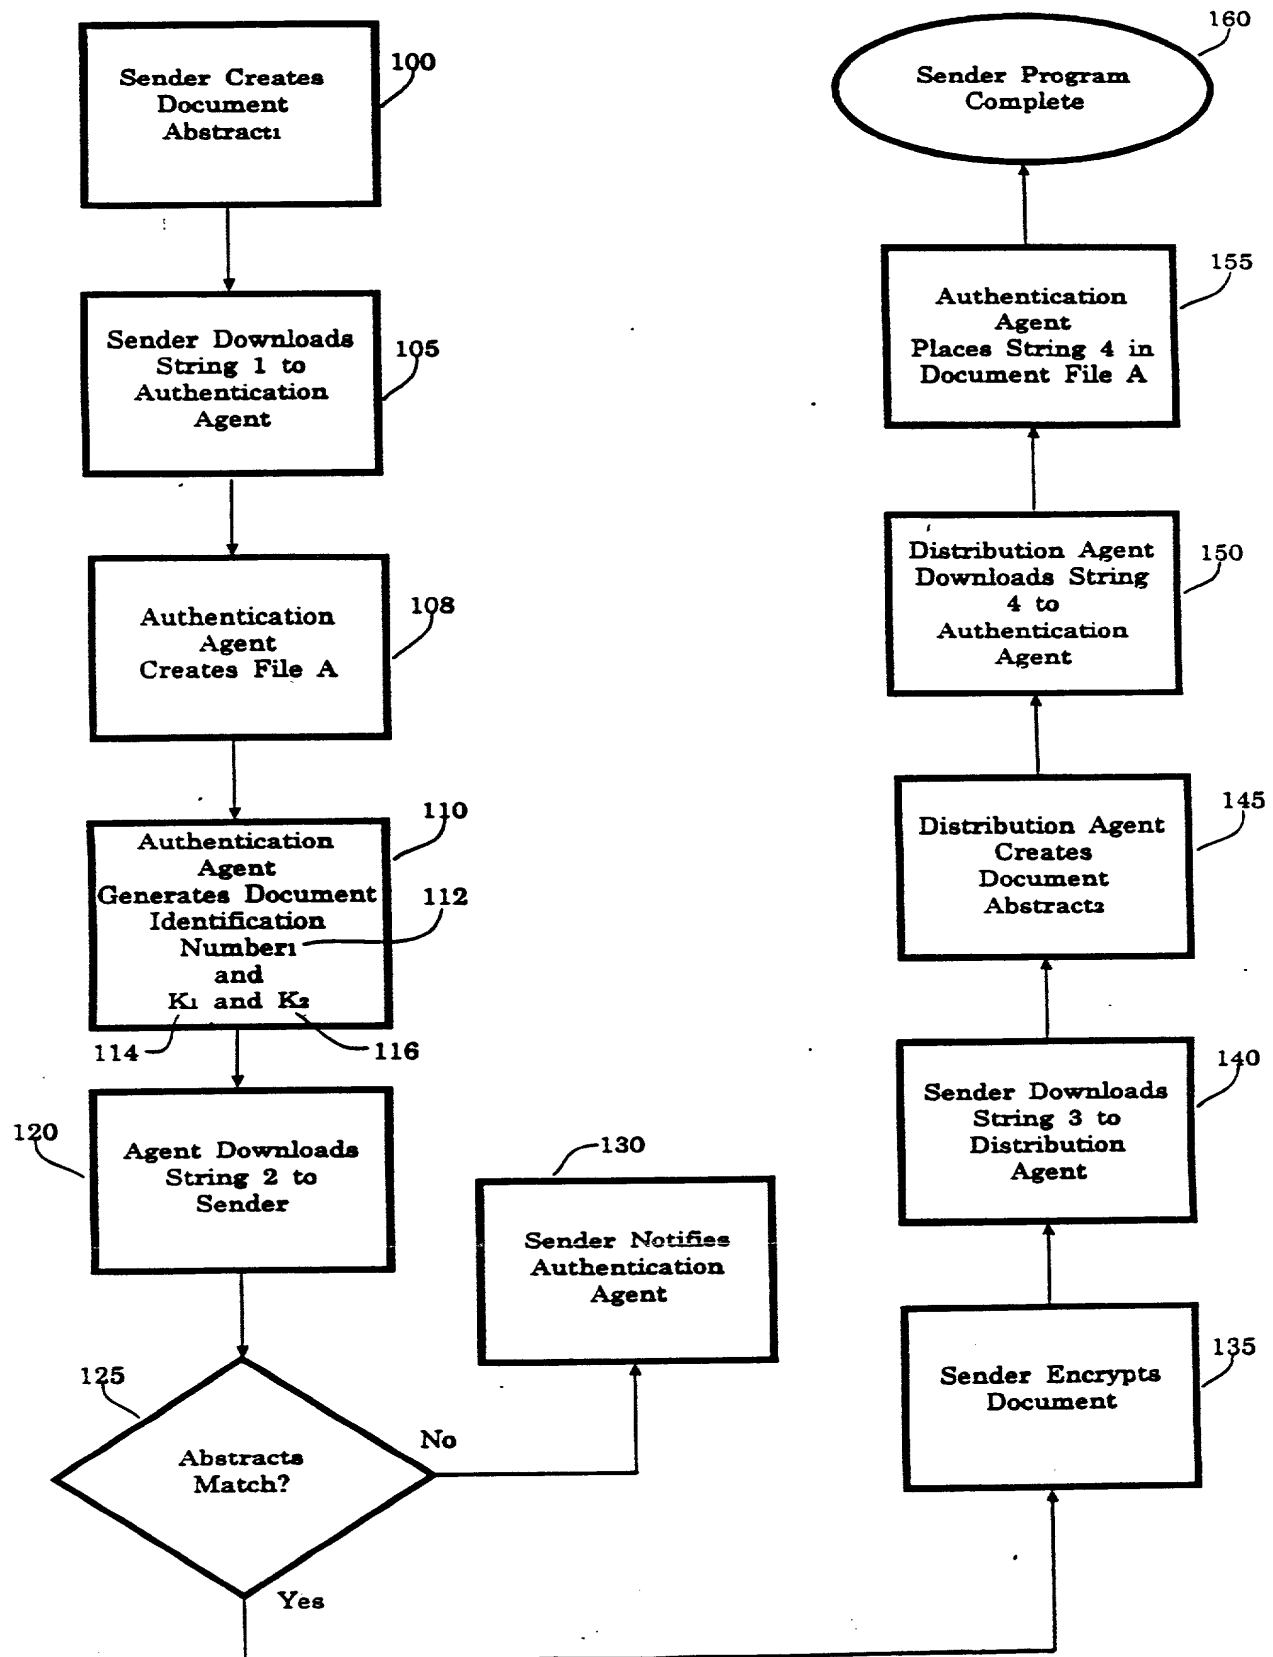 Sender Creates
Document
Abstract₁
100
Sender Downloads
String 1 to
Authentication
Agent
105
Authentication
Agent
Creates File A
108
Authentication
Agent
Generates Document
Identification
Number₁
and
K₁ and K₂
110
112
114
116
Agent Downloads
String 2 to
Sender
120
Abstracts
Match?
125
No
Yes
Sender Notifies
Authentication
Agent
130
Sender Encrypts
Document
135
Sender Downloads
String 3 to
Distribution
Agent
140
Distribution Agent
Creates
Document
Abstract₂
145
Distribution Agent
Downloads String
4 to
Authentication
Agent
150
Authentication
Agent
Places String 4 in
Document File A
155
Sender Program
Complete
160